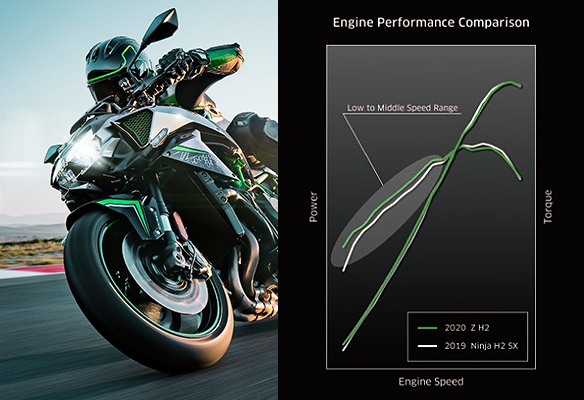 Engine Performance Comparison
Low to Middle Speed Range
Power
Torque
2020 Z H2
2019 Ninja H2 SX
Engine Speed